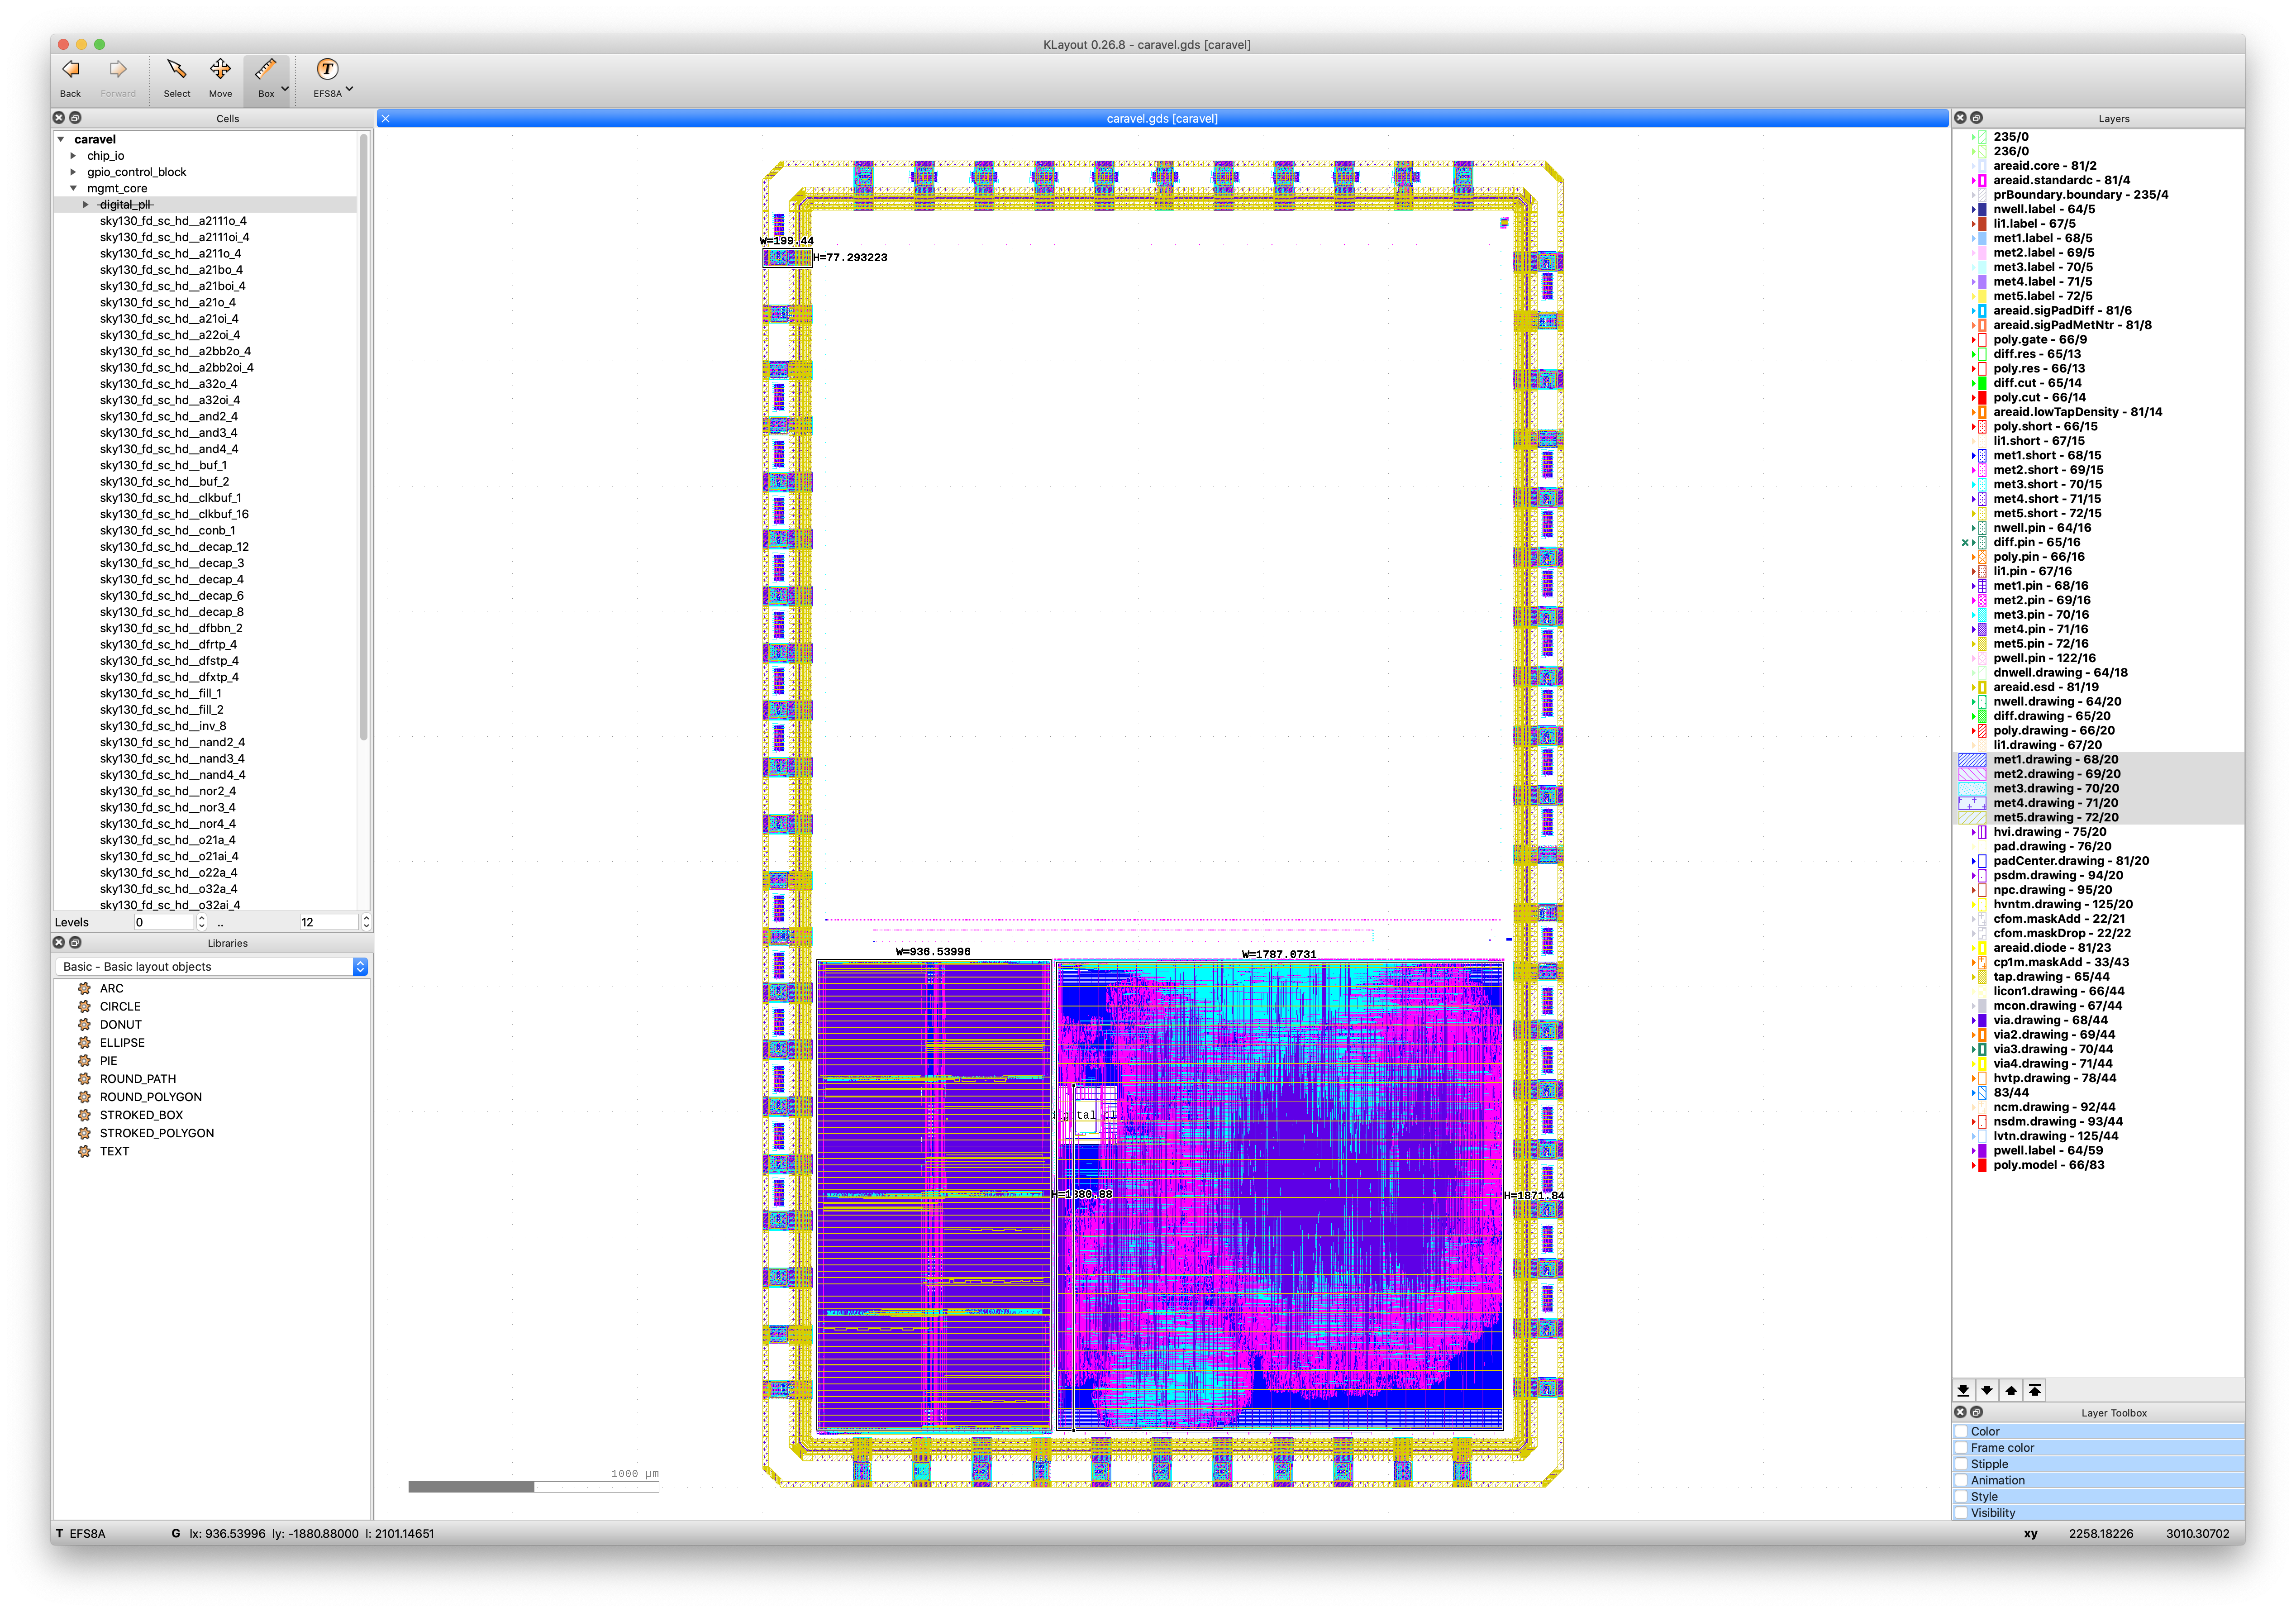 KLayout 0.26.8 - caravel.gds [caravel]
Back
Forward
Select
Move
Box
EFS8A
Cells
caravel
chip_io
gpio_control_block
mgmt_core
digital_pll
sky130_fd_sc_hd__a2111o_4
sky130_fd_sc_hd__a2111oi_4
sky130_fd_sc_hd__a211o_4
sky130_fd_sc_hd__a21bo_4
sky130_fd_sc_hd__a21boi_4
sky130_fd_sc_hd__a21o_4
sky130_fd_sc_hd__a21oi_4
sky130_fd_sc_hd__a22oi_4
sky130_fd_sc_hd__a2bb2o_4
sky130_fd_sc_hd__a2bb2oi_4
sky130_fd_sc_hd__a32o_4
sky130_fd_sc_hd__a32oi_4
sky130_fd_sc_hd__and2_4
sky130_fd_sc_hd__and3_4
sky130_fd_sc_hd__and4_4
sky130_fd_sc_hd__buf_1
sky130_fd_sc_hd__buf_2
sky130_fd_sc_hd__clkbuf_1
sky130_fd_sc_hd__clkbuf_16
sky130_fd_sc_hd__conb_1
sky130_fd_sc_hd__decap_12
sky130_fd_sc_hd__decap_3
sky130_fd_sc_hd__decap_4
sky130_fd_sc_hd__decap_6
sky130_fd_sc_hd__decap_8
sky130_fd_sc_hd__dfbbn_2
sky130_fd_sc_hd__dfrtp_4
sky130_fd_sc_hd__dfstp_4
sky130_fd_sc_hd__dfxtp_4
sky130_fd_sc_hd__fill_1
sky130_fd_sc_hd__fill_2
sky130_fd_sc_hd__inv_8
sky130_fd_sc_hd__nand2_4
sky130_fd_sc_hd__nand3_4
sky130_fd_sc_hd__nand4_4
sky130_fd_sc_hd__nor2_4
sky130_fd_sc_hd__nor3_4
sky130_fd_sc_hd__nor4_4
sky130_fd_sc_hd__o21a_4
sky130_fd_sc_hd__o21ai_4
sky130_fd_sc_hd__o22a_4
sky130_fd_sc_hd__o32a_4
sky130_fd_sc_hd__o32ai_4
Levels 0 .. 12
Libraries
Basic - Basic layout objects
ARC
CIRCLE
DONUT
ELLIPSE
PIE
ROUND_PATH
ROUND_POLYGON
STROKED_BOX
STROKED_POLYGON
TEXT
caravel.gds [caravel]
W=199.44
H=77.293223
W=936.53996
W=1787.0731
H=1880.88
H=1871.84
1000 µm
Layers
235/0
236/0
areaid.core - 81/2
areaid.standardc - 81/4
prBoundary.boundary - 235/4
nwell.label - 64/5
li1.label - 67/5
met1.label - 68/5
met2.label - 69/5
met3.label - 70/5
met4.label - 71/5
met5.label - 72/5
areaid.sigPadDiff - 81/6
areaid.sigPadMetNtr - 81/8
poly.gate - 66/9
diff.res - 65/13
poly.res - 66/13
diff.cut - 65/14
poly.cut - 66/14
areaid.lowTapDensity - 81/14
poly.short - 66/15
li1.short - 67/15
met1.short - 68/15
met2.short - 69/15
met3.short - 70/15
met4.short - 71/15
met5.short - 72/15
nwell.pin - 64/16
diff.pin - 65/16
poly.pin - 66/16
li1.pin - 67/16
met1.pin - 68/16
met2.pin - 69/16
met3.pin - 70/16
met4.pin - 71/16
met5.pin - 72/16
pwell.pin - 122/16
dnwell.drawing - 64/18
areaid.esd - 81/19
nwell.drawing - 64/20
diff.drawing - 65/20
poly.drawing - 66/20
li1.drawing - 67/20
met1.drawing - 68/20
met2.drawing - 69/20
met3.drawing - 70/20
met4.drawing - 71/20
met5.drawing - 72/20
hvi.drawing - 75/20
pad.drawing - 76/20
padCenter.drawing - 81/20
psdm.drawing - 94/20
npc.drawing - 95/20
hvntm.drawing - 125/20
cfom.maskAdd - 22/21
cfom.maskDrop - 22/22
areaid.diode - 81/23
cp1m.maskAdd - 33/43
tap.drawing - 65/44
licon1.drawing - 66/44
mcon.drawing - 67/44
via.drawing - 68/44
via2.drawing - 69/44
via3.drawing - 70/44
via4.drawing - 71/44
hvtp.drawing - 78/44
83/44
ncm.drawing - 92/44
nsdm.drawing - 93/44
lvtn.drawing - 125/44
pwell.label - 64/59
poly.model - 66/83
Layer Toolbox
Color
Frame color
Stipple
Animation
Style
Visibility
T EFS8A G lx: 936.53996 ly: -1880.88000 l: 2101.14651 xy 2258.18226 3010.30702